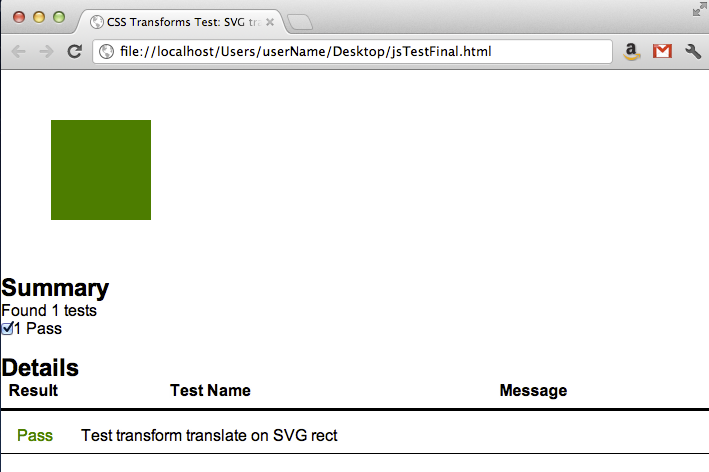 CSS Transforms Test: SVG tra
file://localhost/Users/userName/Desktop/jsTestFinal.html
Summary
Found 1 tests
1 Pass
Details
Result Test Name Message
Pass Test transform translate on SVG rect